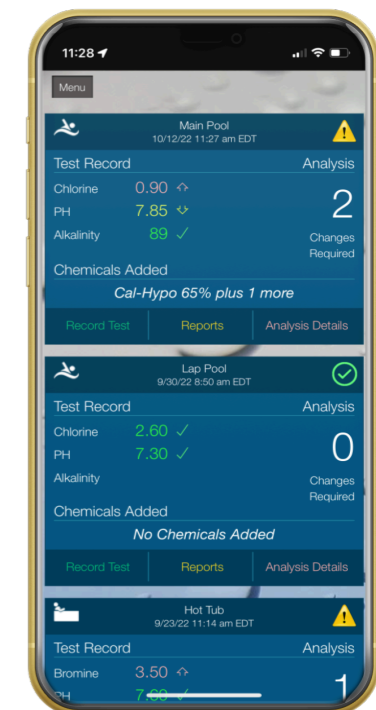 11:28
Menu
Main Pool
10/12/22 11:27 am EDT
Test Record Analysis
Chlorine 0.90
PH 7.85
Alkalinity 89
2
Changes
Required
Chemicals Added
Cal-Hypo 65% plus 1 more
Record Test Reports Analysis Details
Lap Pool
9/30/22 8:50 am EDT
Test Record Analysis
Chlorine 2.60
PH 7.30
Alkalinity
0
Changes
Required
Chemicals Added
No Chemicals Added
Record Test Reports Analysis Details
Hot Tub
9/23/22 11:14 am EDT
Test Record Analysis
Bromine 3.50
PH 7.60
1